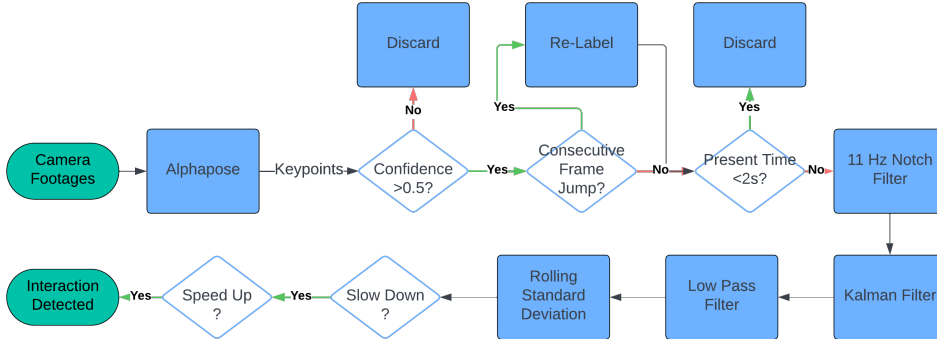 Discard
Re-Label
Discard
No
Yes
Yes
Camera
Footages
Alphapose
Keypoints
Confidence
>0.5?
Yes
Consecutive
Frame
Jump?
No
Present Time
<2s?
No
11 Hz Notch
Filter
Interaction
Detected
Yes
Speed Up
?
Yes
Slow Down
?
Rolling
Standard
Deviation
Low Pass
Filter
Kalman Filter